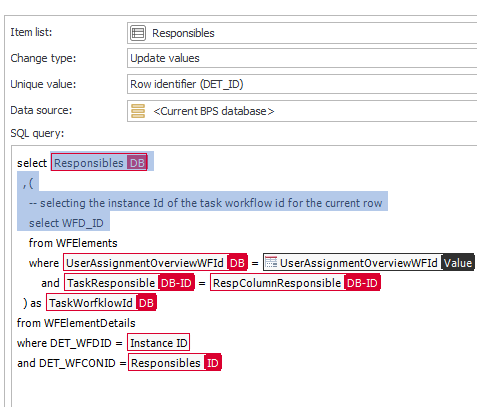 Item list: Responsibles
Change type: Update values
Unique value: Row identifier (DET_ID)
Data source: <Current BPS database>
SQL query:
select Responsibles DB
,(
-- selecting the instance Id of the task workflow id for the current row
select WFD_ID
from WFElements
where UserAssignmentOverviewWFId DB = UserAssignmentOverviewWFId Value
and TaskResponsible DB-ID = RespColumnResponsible DB-ID
) as TaskWorfklowId DB
from WFElementDetails
where DET_WFDID = Instance ID
and DET_WFCONID = Responsibles ID